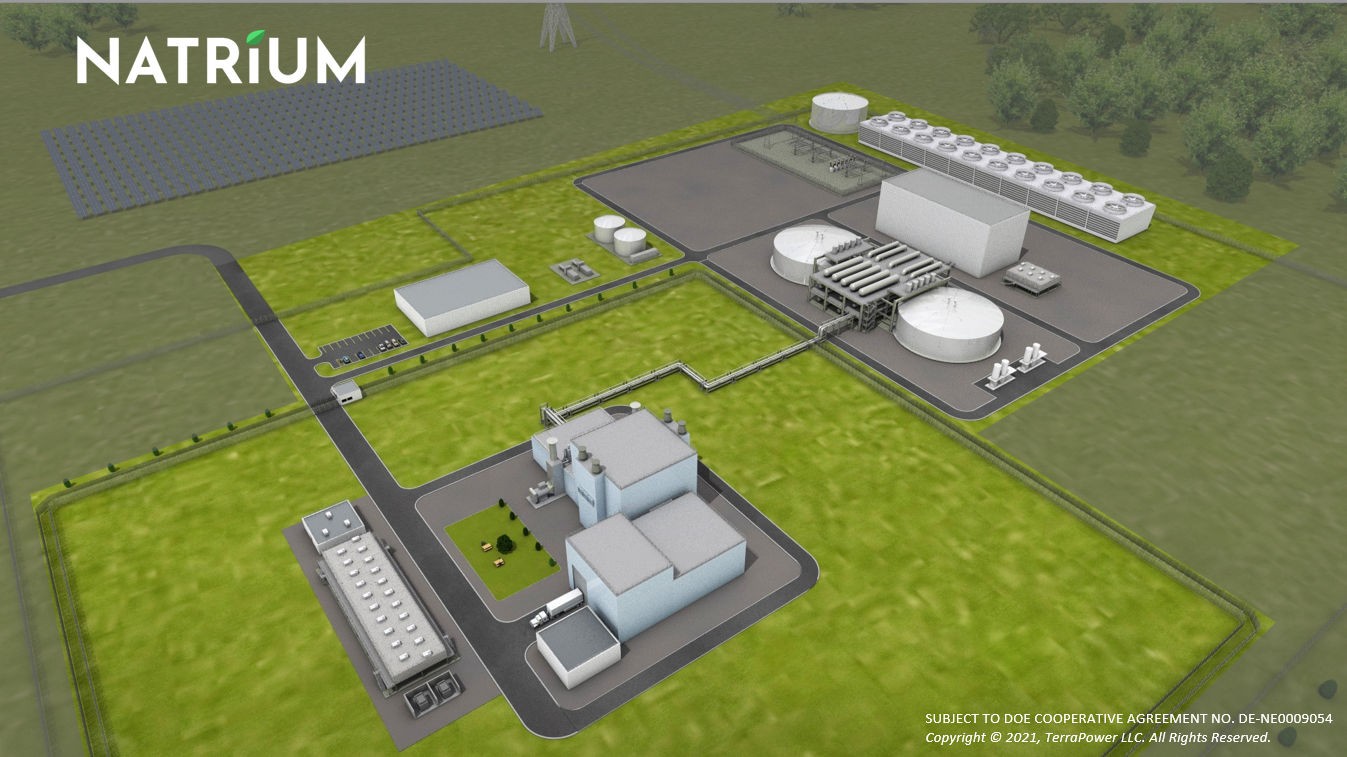 NATRIUM
SUBJECT TO DOE COOPERATIVE AGREEMENT NO. DE-NE0009054
Copyright © 2021, TerraPower LLC. All Rights Reserved.